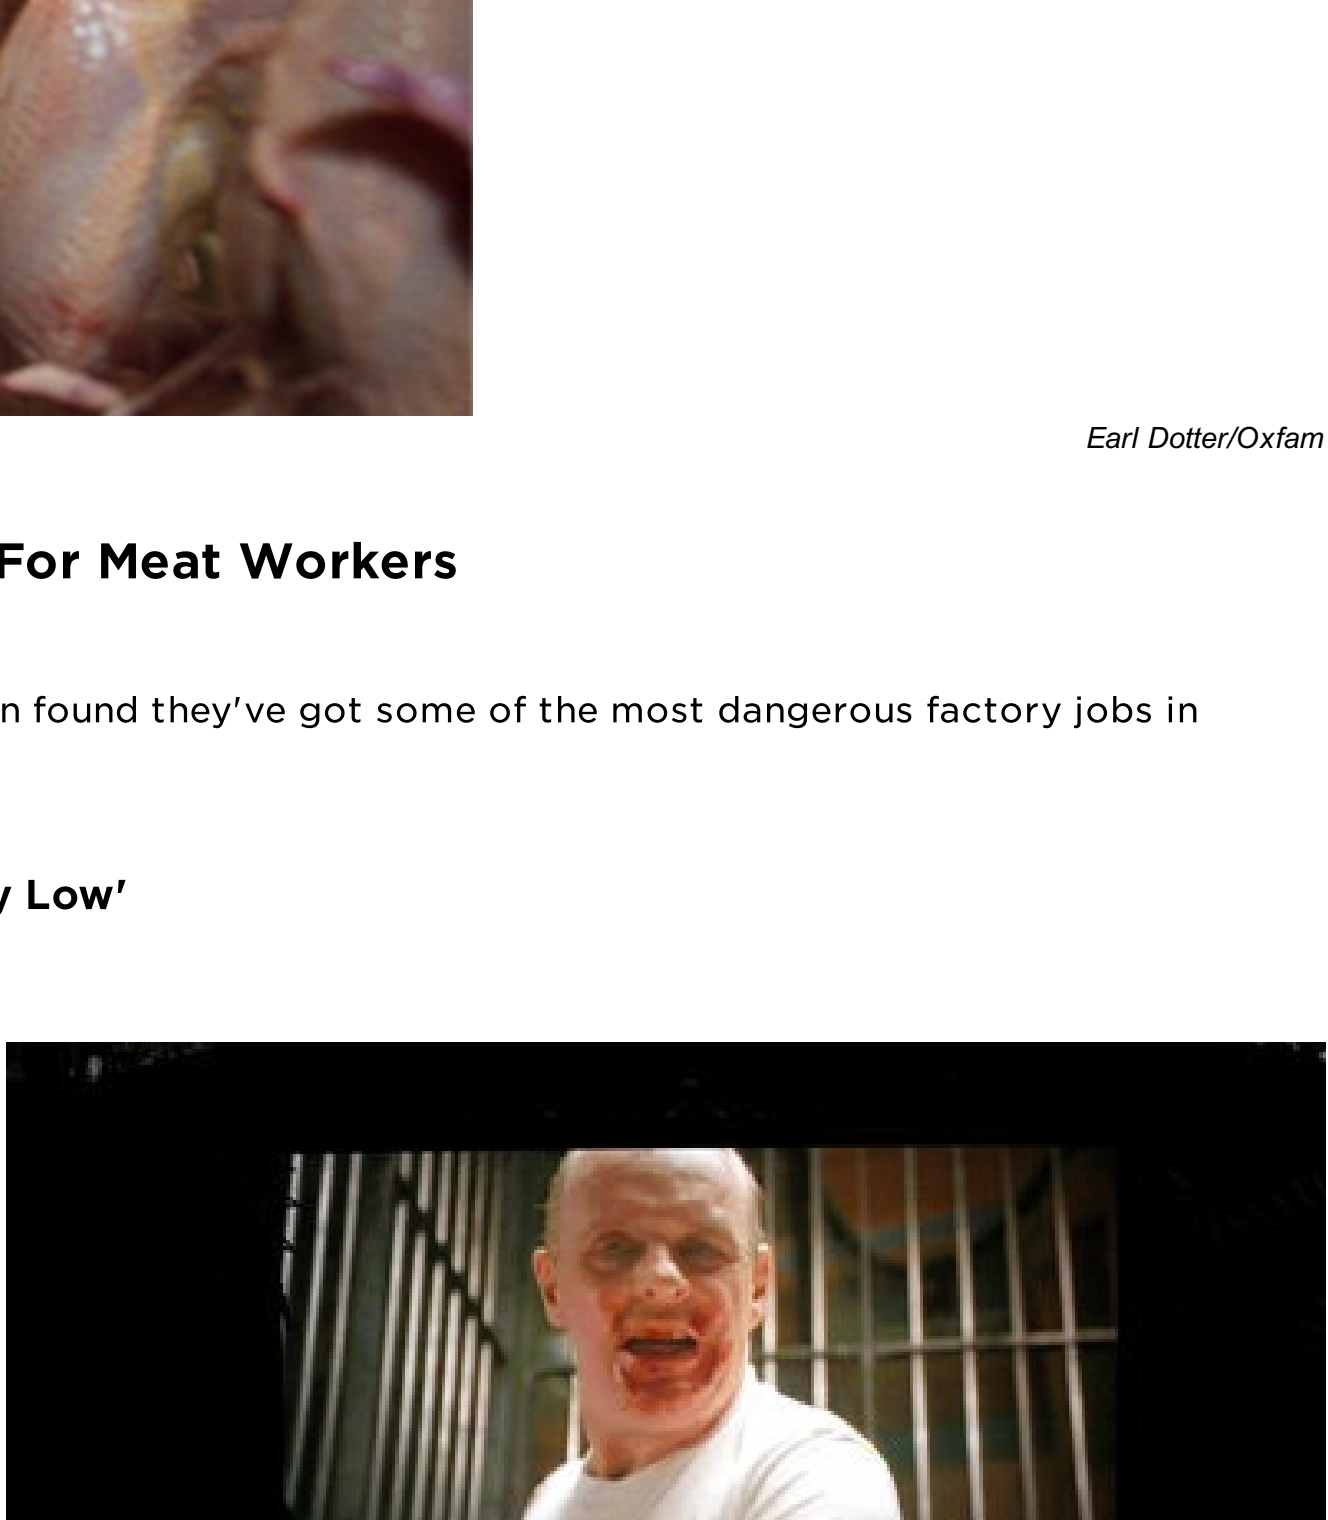 Earl Dotter/Oxfam
For Meat Workers
n found they've got some of the most dangerous factory jobs in
y Low'